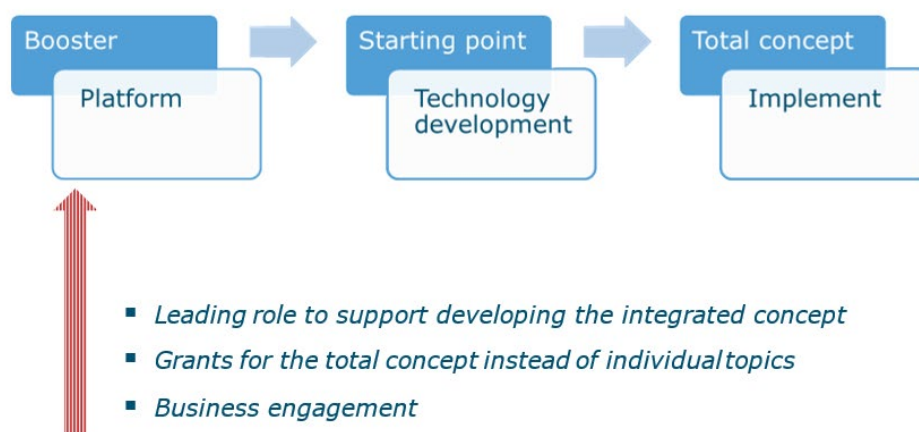 Booster
Platform
Starting point
Technology
development
Total concept
Implement
▪ Leading role to support developing the integrated concept
▪ Grants for the total concept instead of individual topics
▪ Business engagement